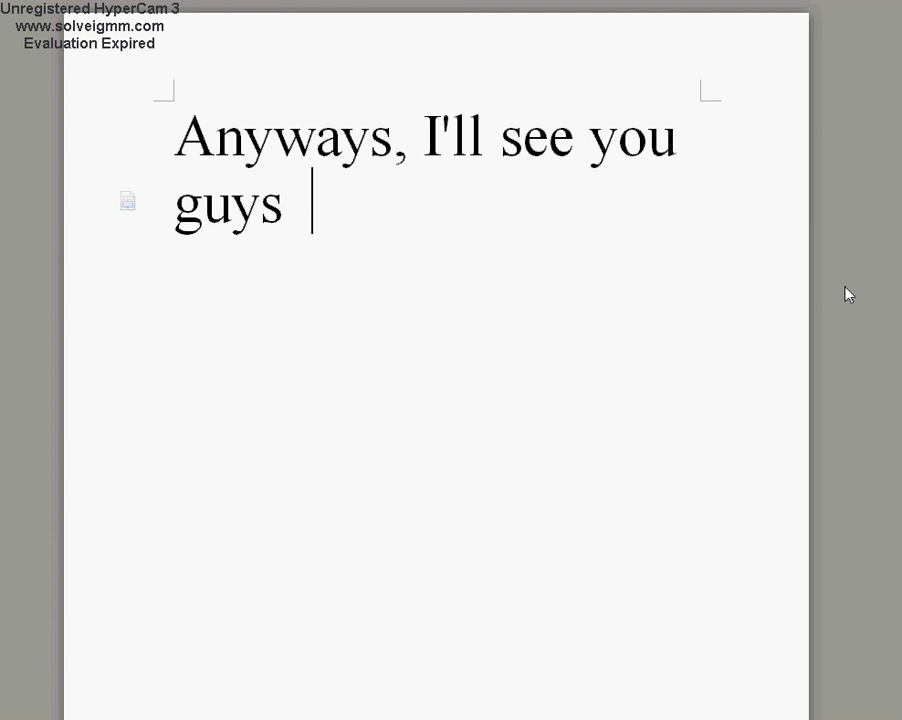 Unregistered HyperCam 3
www.solveigmm.com
Evaluation Expired
Anyways, I'll see you
guys